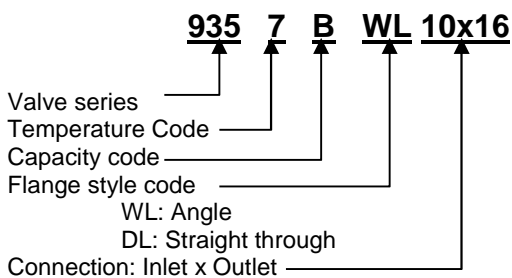 935 7 B WL 10x16
Valve series
Temperature Code
Capacity code
Flange style code
WL: Angle
DL: Straight through
Connection: Inlet x Outlet